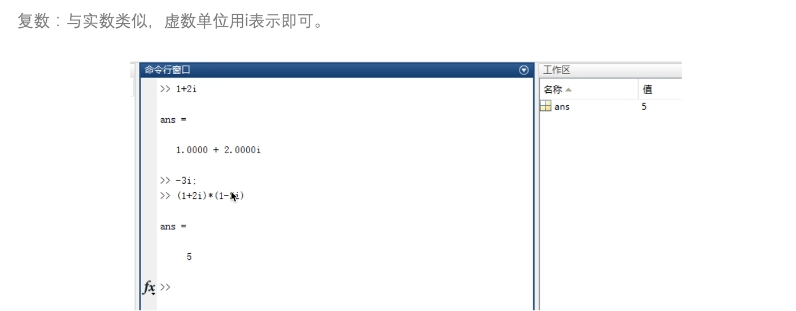 复数：与实数类似，虚数单位用i表示即可。
命令行窗口
>> 1+2i
ans =
1.0000 + 2.0000i
>> -3i;
>> (1+2i)*(1-2i)
ans =
5
fx >>
工作区
名称 值
ans 5